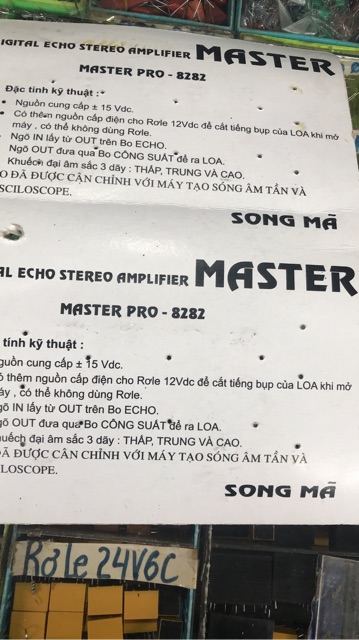 IGITAL ECHO STEREO AMPLIFIER MASTER
MASTER PRO - 8282
Đặc tính kỹ thuật :
• Nguồn cung cấp ± 15 Vdc.
• Có thêm nguồn cấp điện cho Rơle 12Vdc để cắt tiếng bụp của LOA khi mở
máy , có thể không dùng Rơle.
Ngõ IN lấy từ OUT trên Bo ECHO.
Ngõ OUT đưa qua Bo CÔNG SUẤT để ra LOA.
Khuếch đại âm sắc 3 dãy : THẤP, TRUNG VÀ CAO.
O ĐÃ ĐƯỢC CÂN CHỈNH VỚI MÁY TẠO SÓNG ÂM TẦN VÀ
SCILOSCOPE.
SONG MÃ
AL ECHO STEREO AMPLIFIER MASTER
MASTER PRO - 8282
tính kỹ thuật :
guồn cung cấp ± 15 Vdc.
ó thêm nguồn cấp điện cho Rơle 12Vdc để cắt tiếng bụp của LOA khi mở
áy , có thể không dùng Rơle.
gõ IN lấy từ OUT trên Bo ECHO.
gõ OUT đưa qua Bo CÔNG SUẤT để ra LOA.
huếch đại âm sắc 3 dãy : THẤP, TRUNG VÀ CAO.
ĐÃ ĐƯỢC CÂN CHỈNH VỚI MÁY TẠO SÓNG ÂM TẦN VÀ
ILOSCOPE.
SONG MÃ
Rơle 24V6C